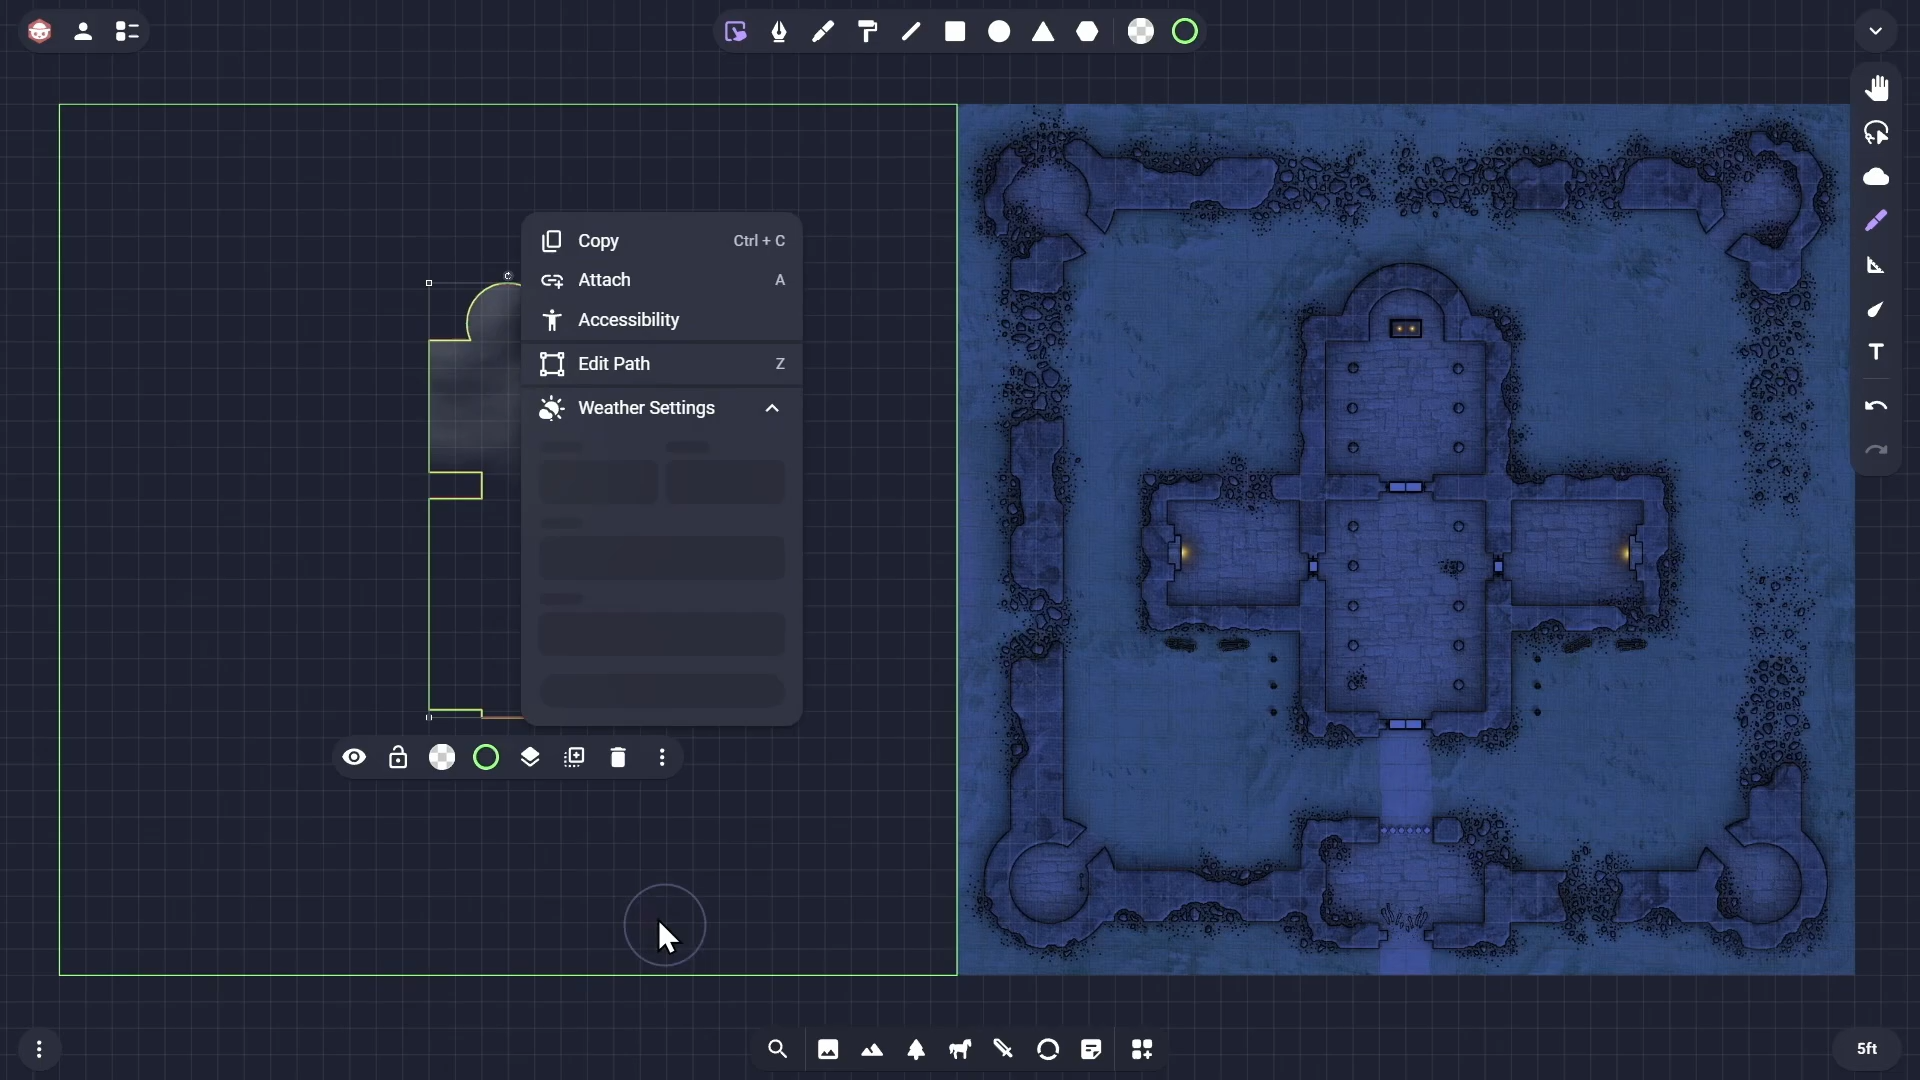 Copy
Ctrl + C
Attach
A
Accessibility
Edit Path
Z
Weather Settings
5ft